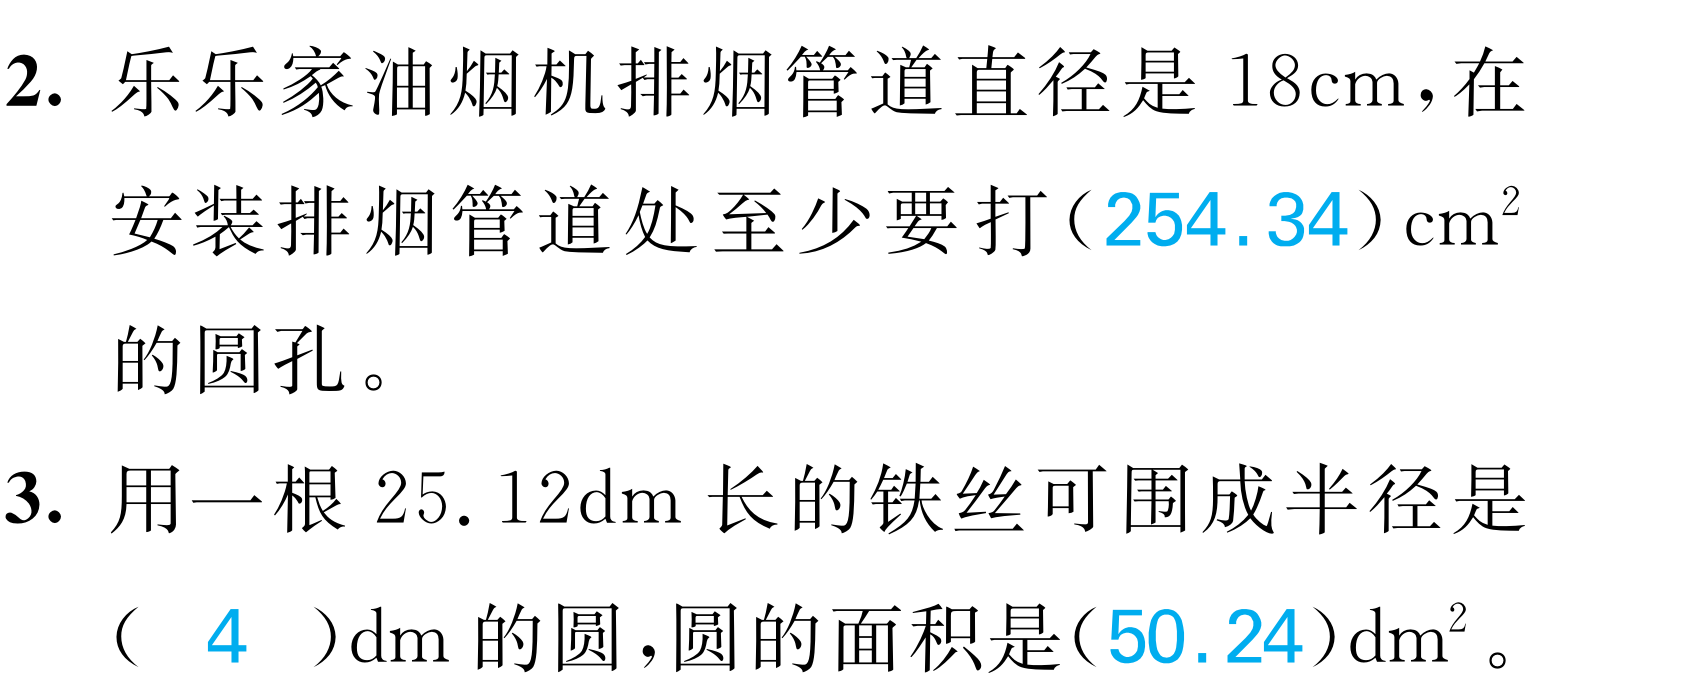 2. 乐乐家油烟机排烟管道直径是 18cm,在
安装排烟管道处至少要打(254.34)cm²
的圆孔。
3. 用一根 25.12dm 长的铁丝可围成半径是
( 4 )dm 的圆,圆的面积是(50.24)dm²。